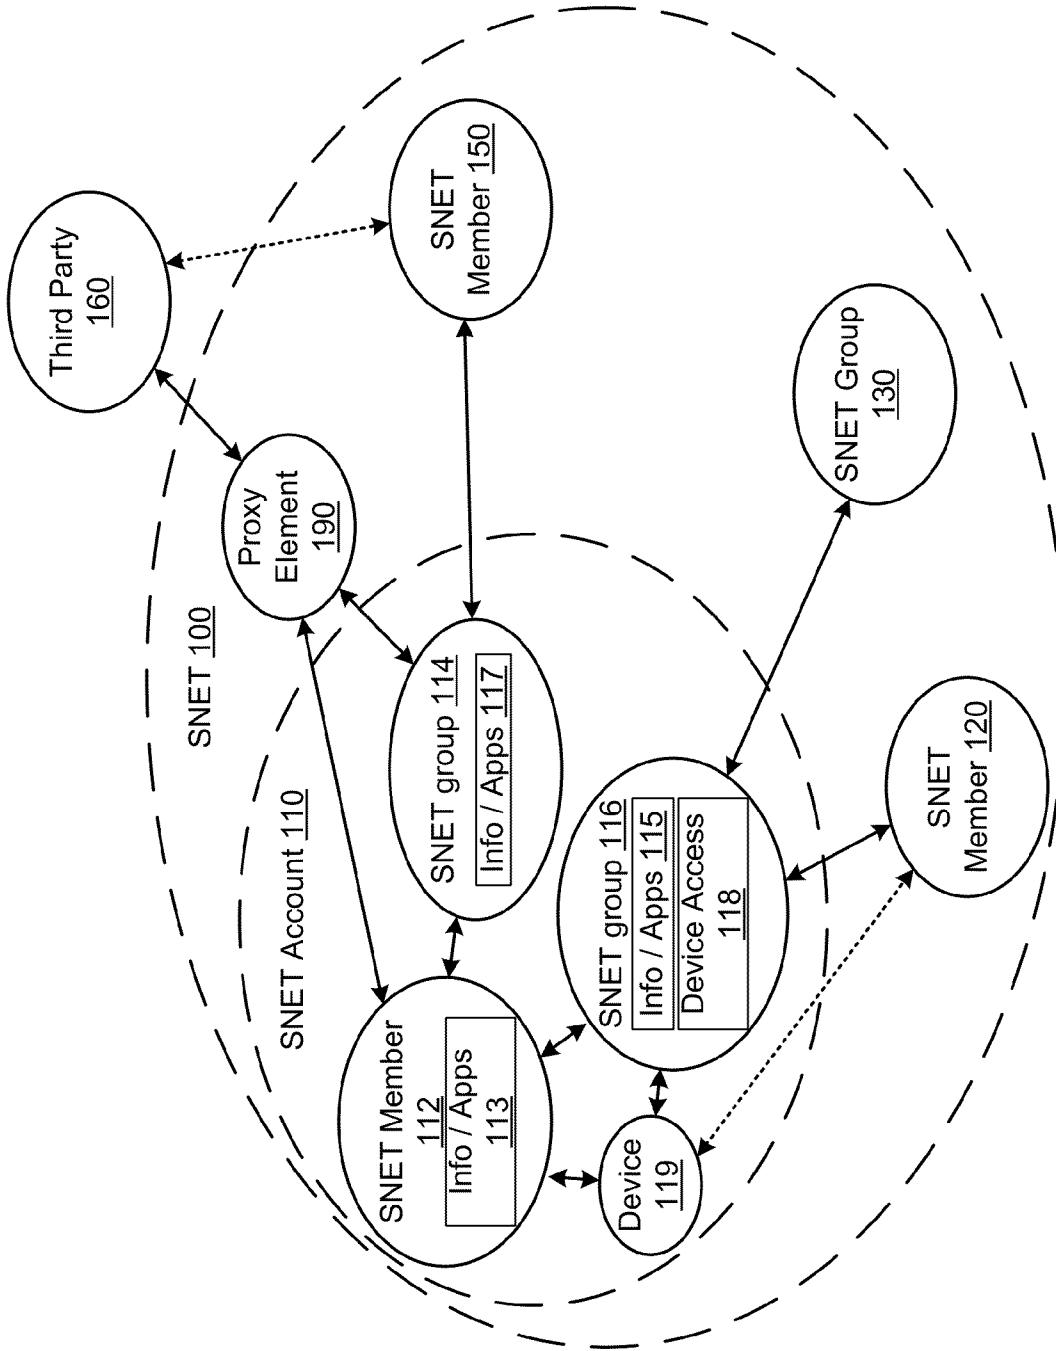 Third Party
160
SNET 100
Proxy
Element
190
SNET
Member 150
SNET Account 110
SNET group 114
Info / Apps 117
SNET Group
130
SNET Member
112
Info / Apps
113
SNET group 116
Info / Apps 115
Device Access
118
Device
119
SNET
Member 120